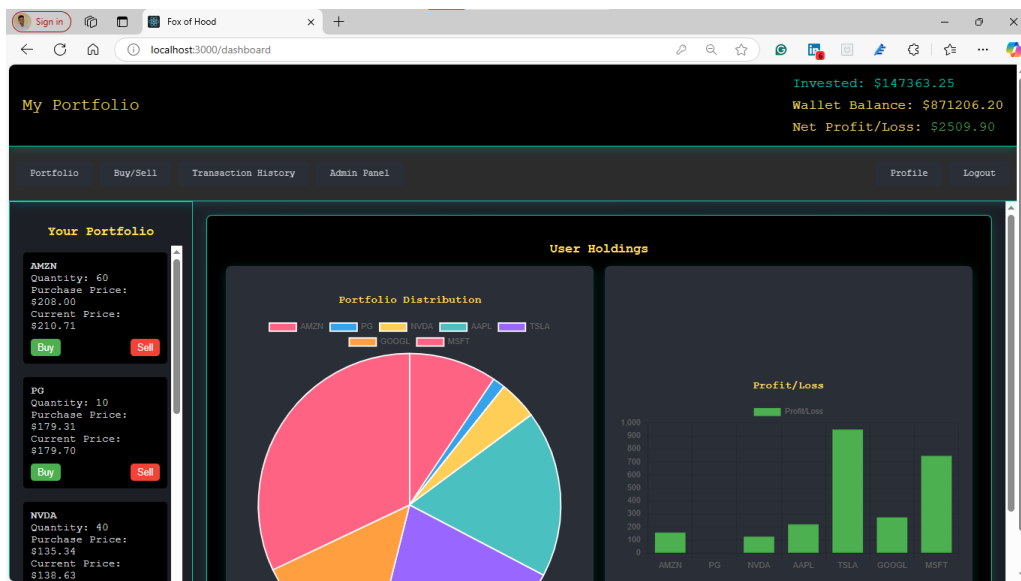 Sign in
Fox of Hood
localhost:3000/dashboard
6
My Portfolio
Invested: $147363.25
Wallet Balance: $871206.20
Net Profit/Loss: $2509.90
Portfolio Buy/Sell Transaction History Admin Panel Profile Logout
Your Portfolio
AMZN
Quantity: 60
Purchase Price:
$208.00
Current Price:
$210.71
Buy Sell
PG
Quantity: 10
Purchase Price:
$179.31
Current Price:
$179.70
Buy Sell
NVDA
Quantity: 40
Purchase Price:
$135.34
Current Price:
$138.63
User Holdings
Portfolio Distribution
AMZN PG NVDA AAPL TSLA
GOOGL MSFT
Profit/Loss
Profit/Loss
1,000
900
800
700
600
500
400
300
200
100
0
AMZN PG NVDA AAPL TSLA GOOGL MSFT